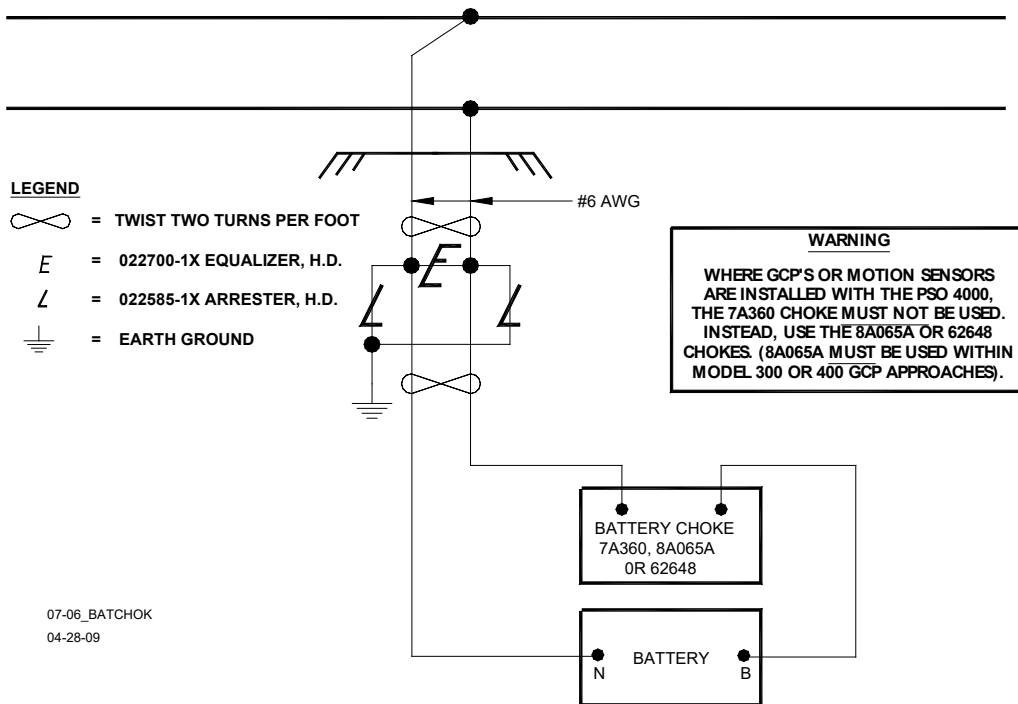 #6 AWG
LEGEND
= TWIST TWO TURNS PER FOOT
E = 022700-1X EQUALIZER, H.D.
L = 022585-1X ARRESTER, H.D.
= EARTH GROUND
E
L
L
WARNING
WHERE GCP'S OR MOTION SENSORS
ARE INSTALLED WITH THE PSO 4000,
THE 7A360 CHOKE MUST NOT BE USED.
INSTEAD, USE THE 8A065A OR 62648
CHOKES. (8A065A MUST BE USED WITHIN
MODEL 300 OR 400 GCP APPROACHES).
BATTERY CHOKE
7A360, 8A065A
0R 62648
BATTERY
N
B
07-06_BATCHOK
04-28-09